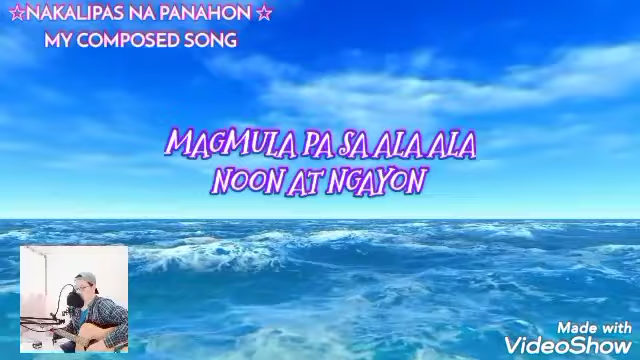 ☆NAKALIPAS NA PANAHON ☆
MY COMPOSED SONG
MAGMULA PA SA ALA ALA
NOON AT NGAYON
Made with
VideoShow